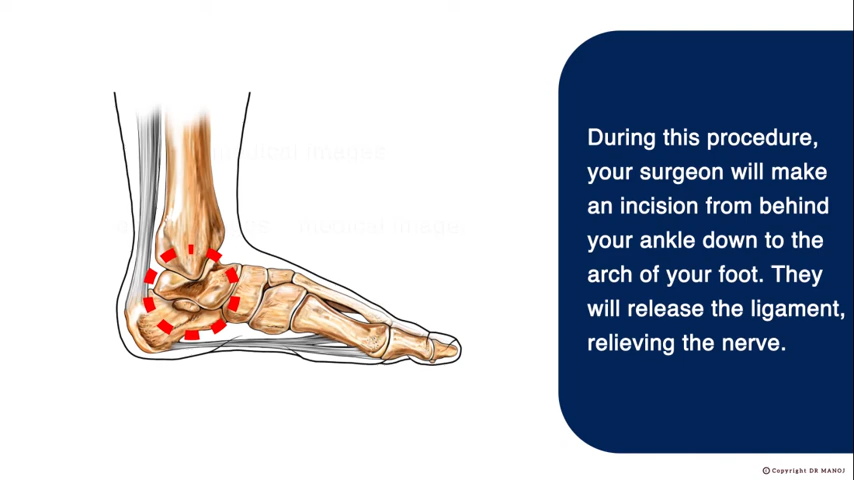 During this procedure,
your surgeon will make
an incision from behind
your ankle down to the
arch of your foot. They
will release the ligament,
relieving the nerve.
© Copyright DR MANOJ